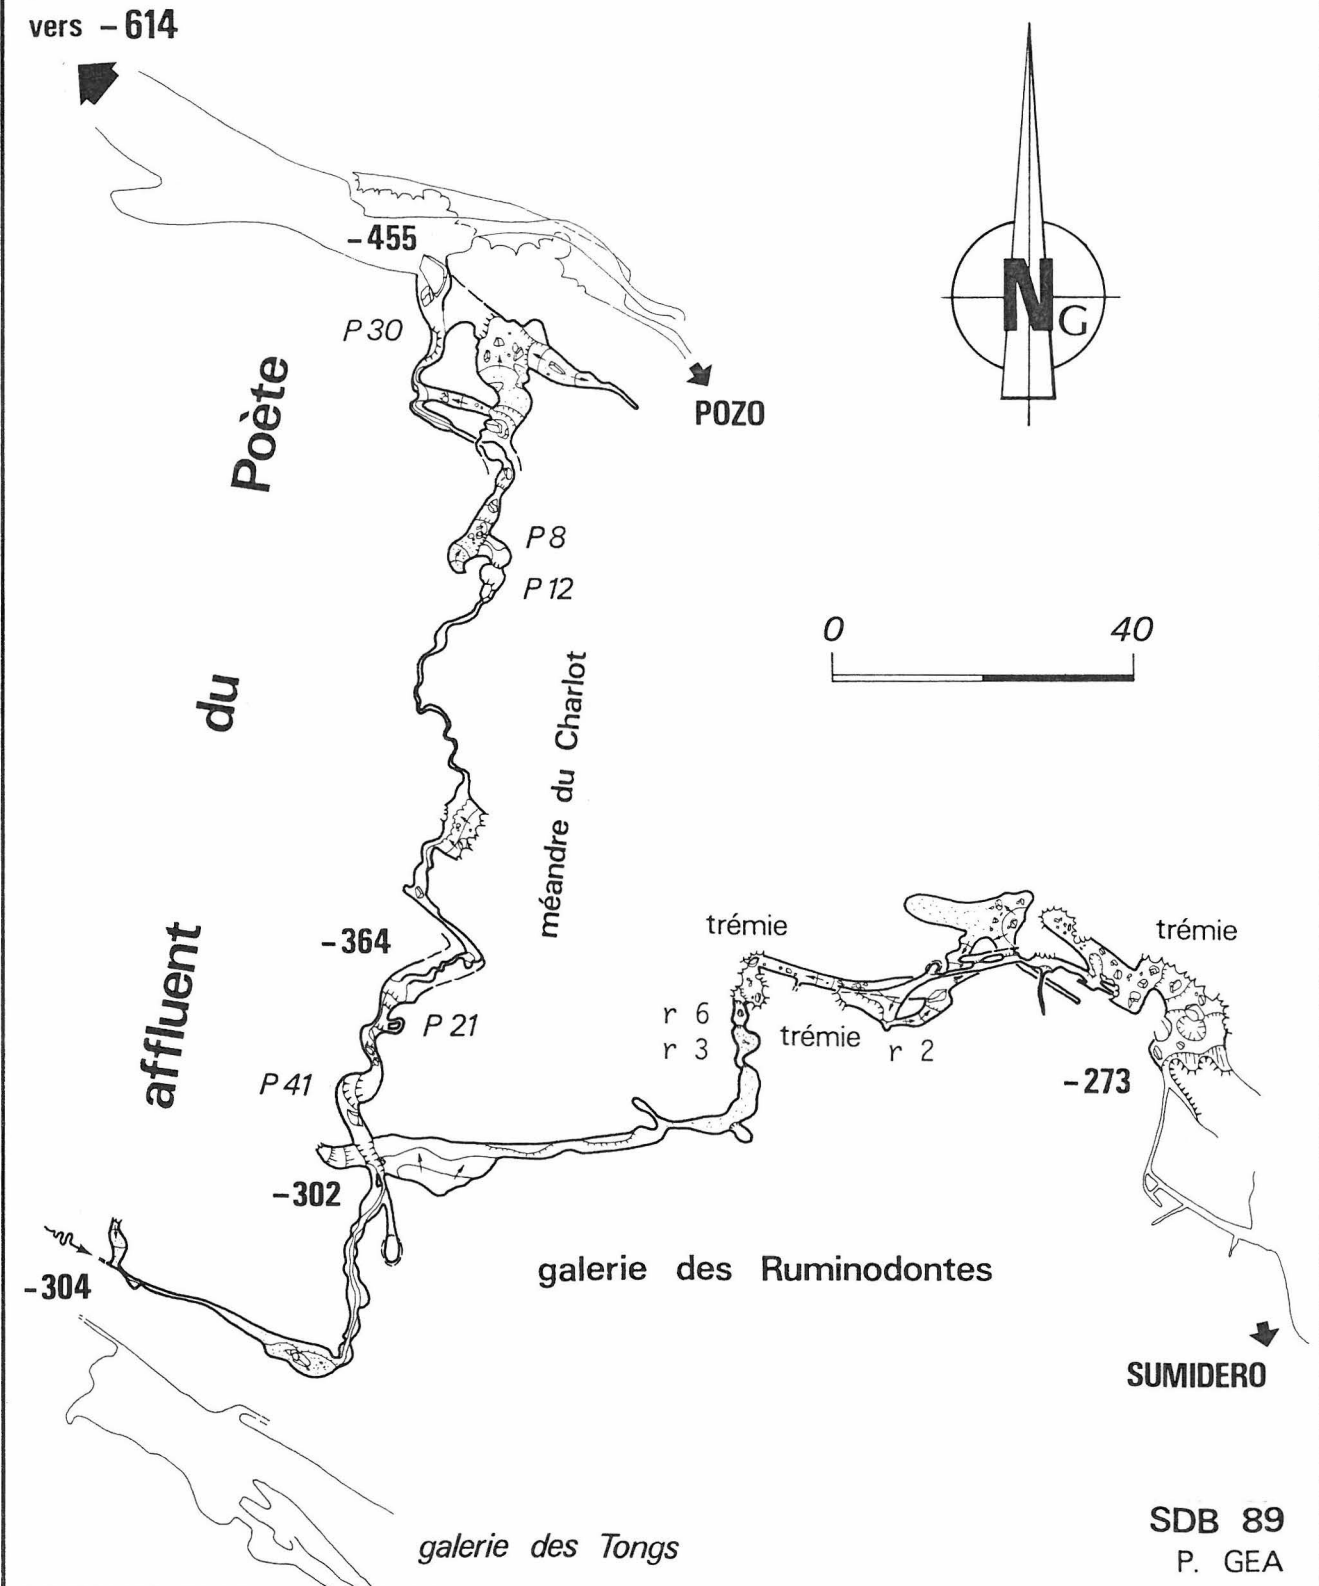 vers -614
-455
P 30
N
G
POZO
Poète
P 8
P 12
0 40
du
méandre du Charlot
trémie
trémie
-364
affluent
r 6
P 21
r 3
trémie
r 2
-273
P 41
-302
galerie des Ruminodontes
-304
SUMIDERO
SDB 89
galerie des Tongs
P. GEA